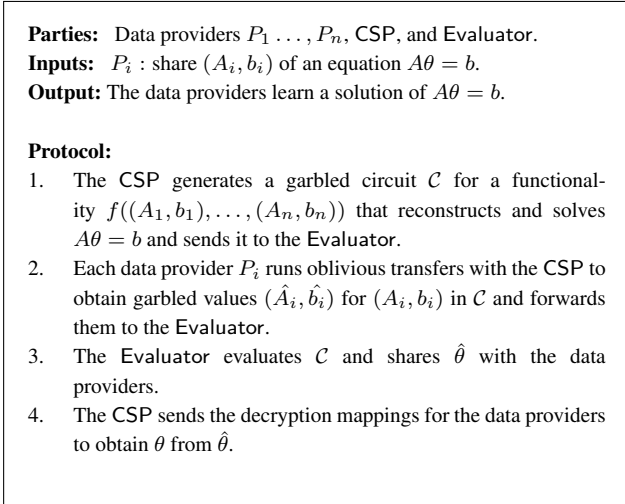 Parties: Data providers P₁ …, Pₙ, CSP, and Evaluator.
Inputs: Pᵢ : share (Aᵢ, bᵢ) of an equation Aθ = b.
Output: The data providers learn a solution of Aθ = b.
Protocol:
1. The CSP generates a garbled circuit C for a functional-
ity f((A₁, b₁), …, (Aₙ, bₙ)) that reconstructs and solves
Aθ = b and sends it to the Evaluator.
2. Each data provider Pᵢ runs oblivious transfers with the CSP to
obtain garbled values (Âᵢ, b̂ᵢ) for (Aᵢ, bᵢ) in C and forwards
them to the Evaluator.
3. The Evaluator evaluates C and shares θ̂ with the data
providers.
4. The CSP sends the decryption mappings for the data providers
to obtain θ from θ̂.